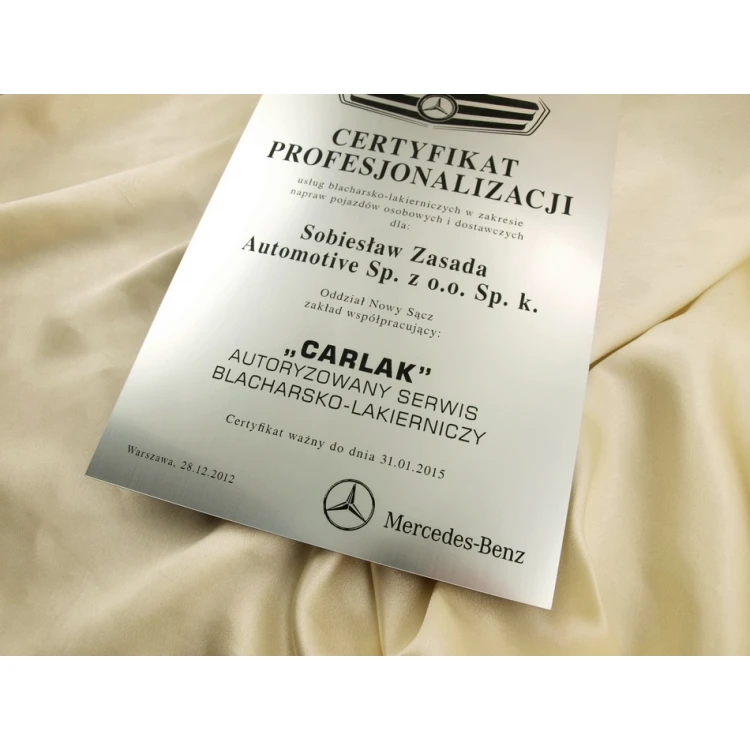 CERTYFIKAT
PROFESJONALIZACJI
usług blacharsko-lakierniczych w zakresie
napraw pojazdów osobowych i dostawczych
dla:
Sobiesław Zasada
Automotive Sp. z o.o. Sp. k.
Oddział Nowy Sącz
zakład współpracujący:
„CARLAK”
AUTORYZOWANY SERWIS
BLACHARSKO-LAKIERNICZY
Certyfikat ważny do dnia 31.01.2015
Warszawa, 28.12.2012
Mercedes-Benz